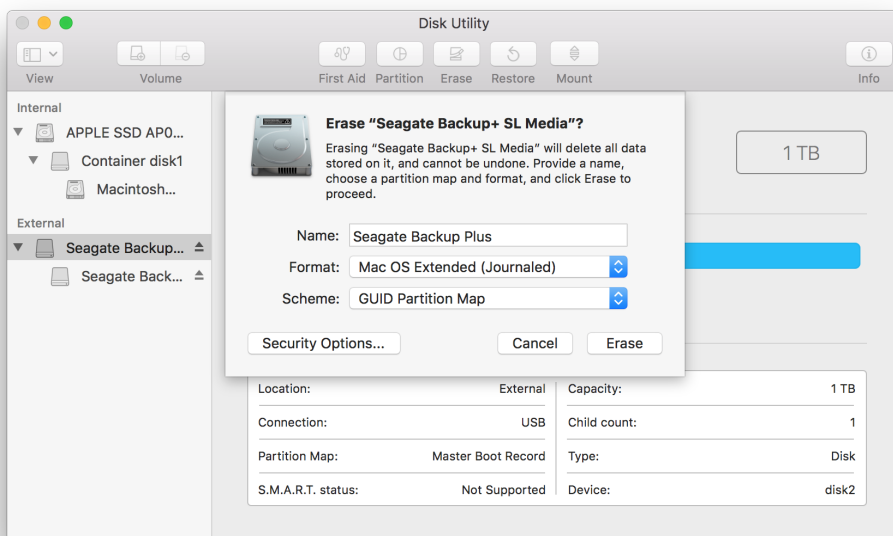 Disk Utility
View
Volume
First Aid
Partition
Erase
Restore
Mount
Info
Internal
APPLE SSD AP0...
Container disk1
Macintosh...
External
Seagate Backup...
Seagate Back...
Erase “Seagate Backup+ SL Media”?
Erasing “Seagate Backup+ SL Media” will delete all data
stored on it, and cannot be undone. Provide a name,
choose a partition map and format, and click Erase to
proceed.
Name: Seagate Backup Plus
Format: Mac OS Extended (Journaled)
Scheme: GUID Partition Map
Security Options...
Cancel
Erase
1 TB
Location: External
Capacity: 1 TB
Connection: USB
Child count: 1
Partition Map: Master Boot Record
Type: Disk
S.M.A.R.T. status: Not Supported
Device: disk2